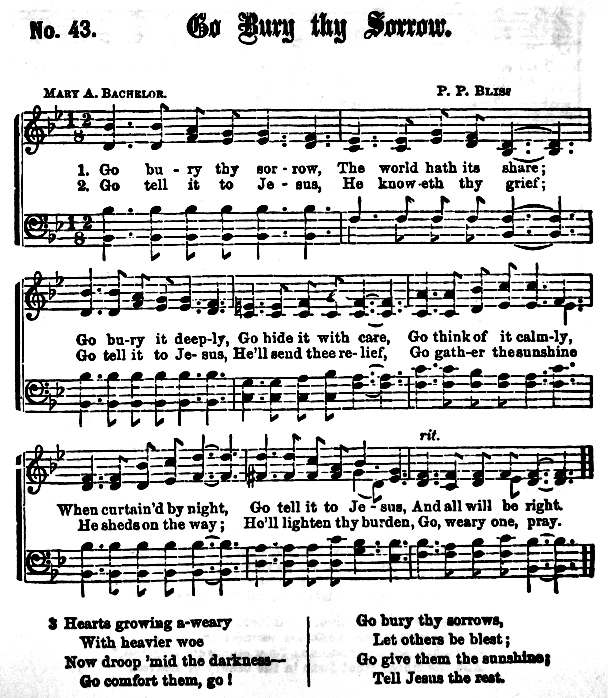 No. 43.
Go Bury thy Sorrow.
MARY A. BACHELOR.
P. P. BLISS
12
8
1. Go bu - ry thy sor - row, The world hath its share;
2. Go tell it to Je - sus, He know-eth thy grief;
12
8
Go bu-ry it deep-ly, Go hide it with care, Go think of it calm-ly,
Go tell it to Je-sus, He'll send thee re-lief, Go gath-er the sunshine
rit.
When curtain'd by night, Go tell it to Je - sus, And all will be right.
He sheds on the way; He'll lighten thy burden, Go, weary one, pray.
3 Hearts growing a-weary
With heavier woe
Now droop 'mid the darkness—
Go comfort them, go!
Go bury thy sorrows,
Let others be blest;
Go give them the sunshine;
Tell Jesus the rest.